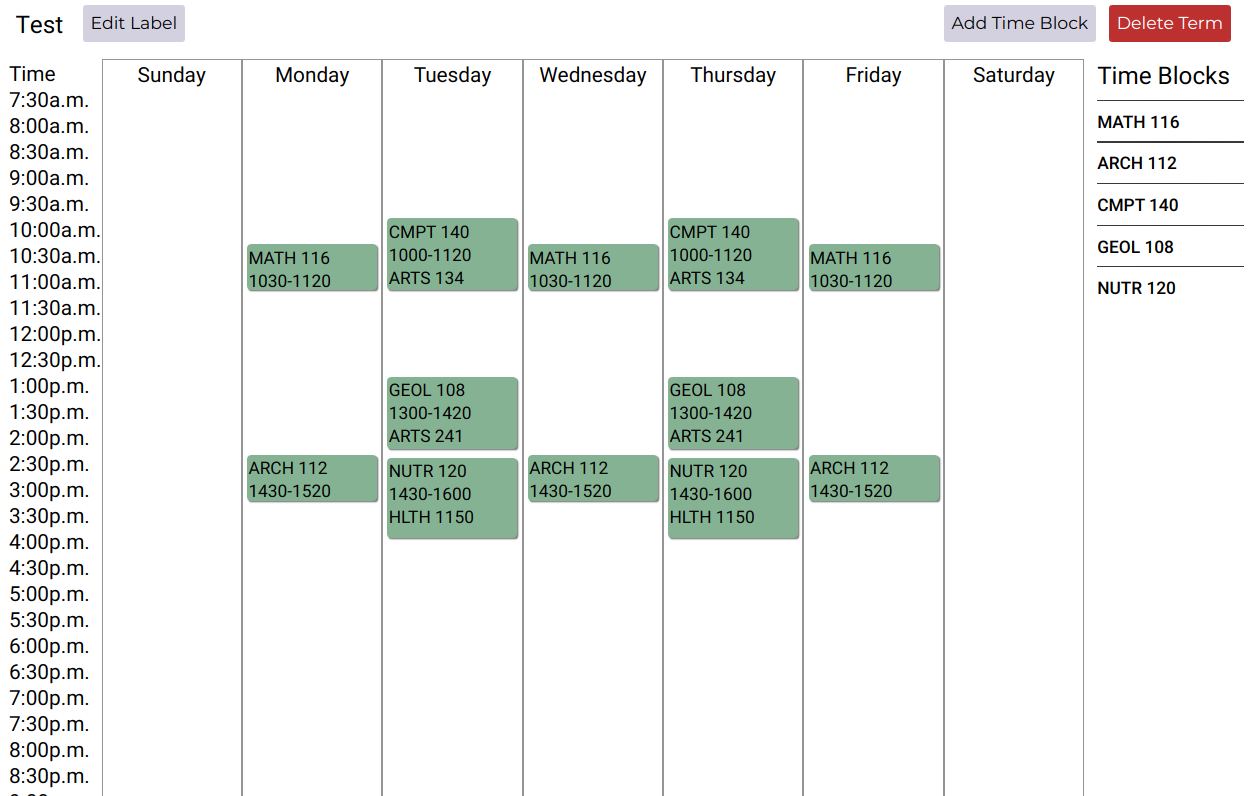 Test
Edit Label
Add Time Block
Delete Term
Time
Sunday
Monday
Tuesday
Wednesday
Thursday
Friday
Saturday
7:30a.m.
8:00a.m.
8:30a.m.
9:00a.m.
9:30a.m.
10:00a.m.
10:30a.m.
11:00a.m.
11:30a.m.
12:00p.m.
12:30p.m.
1:00p.m.
1:30p.m.
2:00p.m.
2:30p.m.
3:00p.m.
3:30p.m.
4:00p.m.
4:30p.m.
5:00p.m.
5:30p.m.
6:00p.m.
6:30p.m.
7:00p.m.
7:30p.m.
8:00p.m.
8:30p.m.
MATH 116
1030-1120
ARCH 112
1430-1520
CMPT 140
1000-1120
ARTS 134
GEOL 108
1300-1420
ARTS 241
NUTR 120
1430-1600
HLTH 1150
MATH 116
1030-1120
ARCH 112
1430-1520
CMPT 140
1000-1120
ARTS 134
GEOL 108
1300-1420
ARTS 241
NUTR 120
1430-1600
HLTH 1150
MATH 116
1030-1120
ARCH 112
1430-1520
Time Blocks
MATH 116
ARCH 112
CMPT 140
GEOL 108
NUTR 120